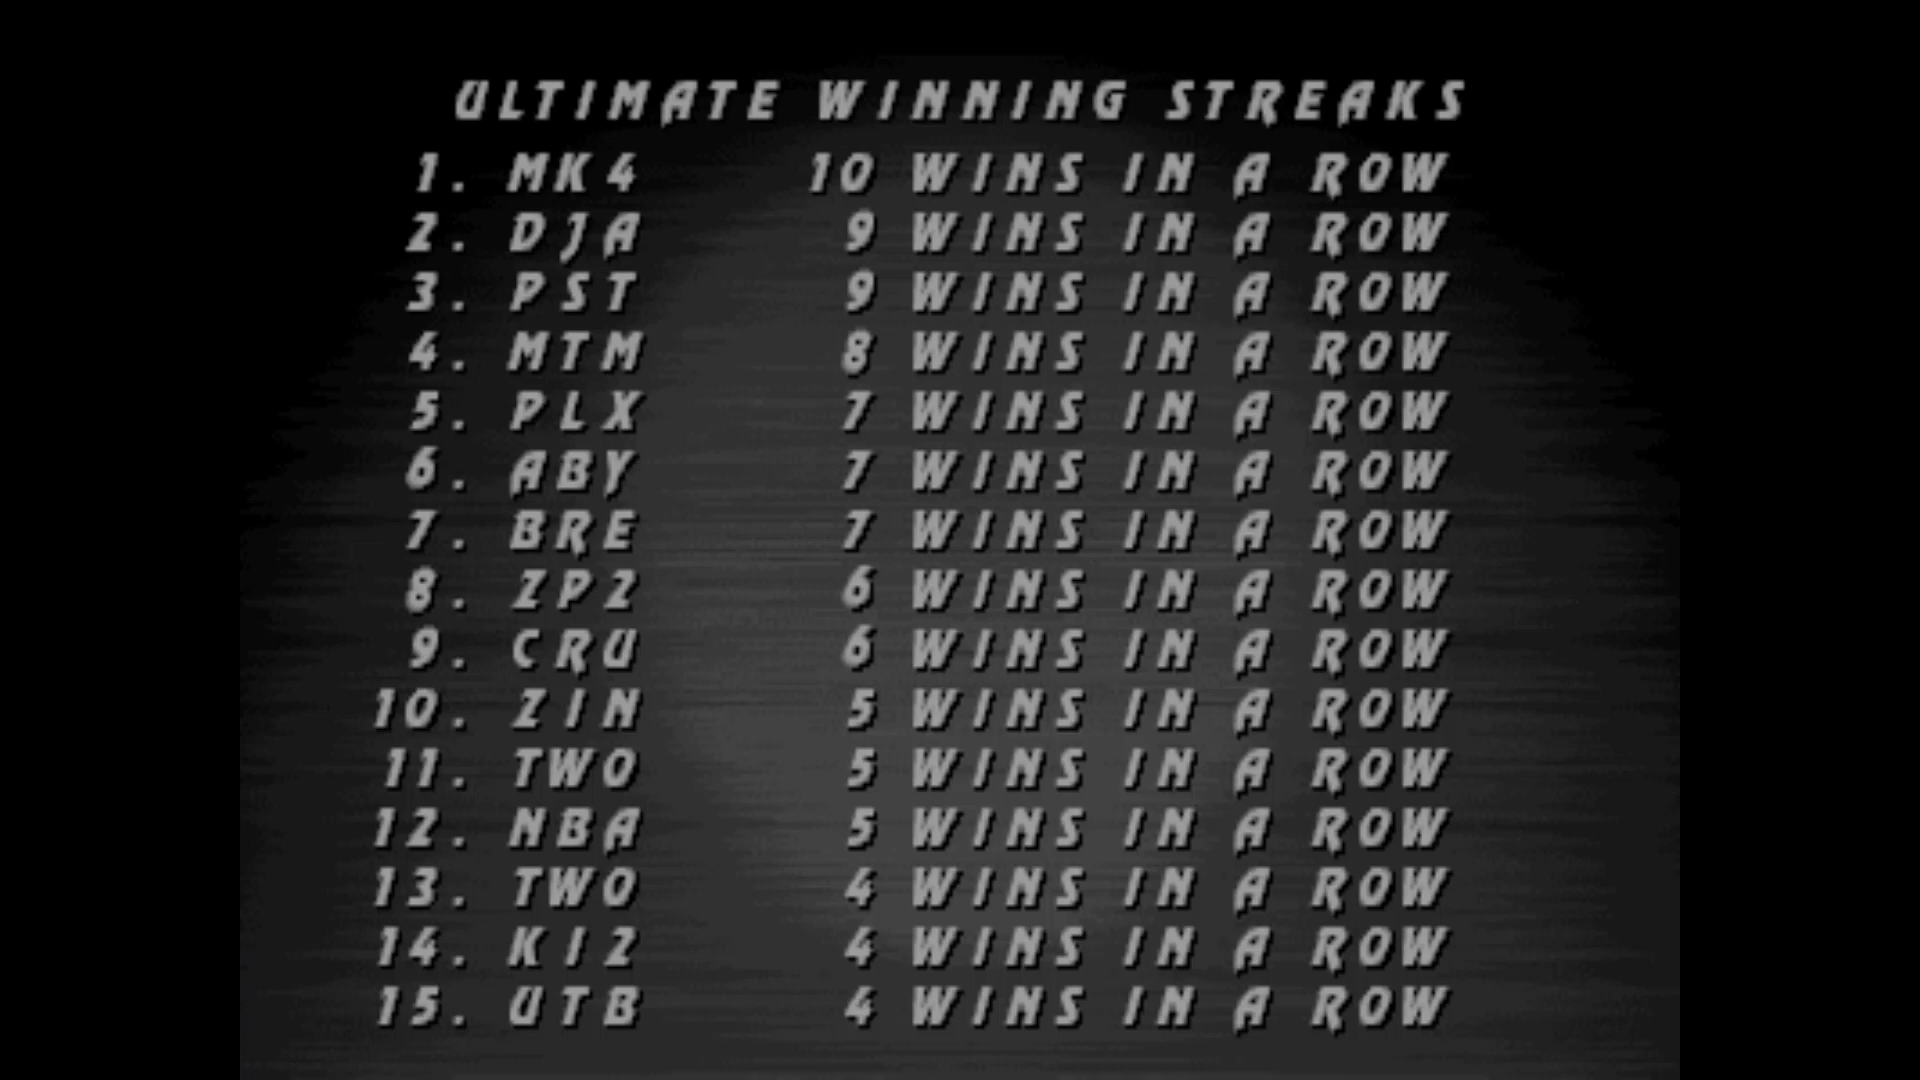 ULTIMATE WINNING STREAKS
1. MK4 10 WINS IN A ROW
2. DJA 9 WINS IN A ROW
3. PST 9 WINS IN A ROW
4. MTM 8 WINS IN A ROW
5. PLX 7 WINS IN A ROW
6. ABY 7 WINS IN A ROW
7. BRE 7 WINS IN A ROW
8. ZP2 6 WINS IN A ROW
9. CRU 6 WINS IN A ROW
10. ZIN 5 WINS IN A ROW
11. TWO 5 WINS IN A ROW
12. NBA 5 WINS IN A ROW
13. TWO 4 WINS IN A ROW
14. KI2 4 WINS IN A ROW
15. UTB 4 WINS IN A ROW